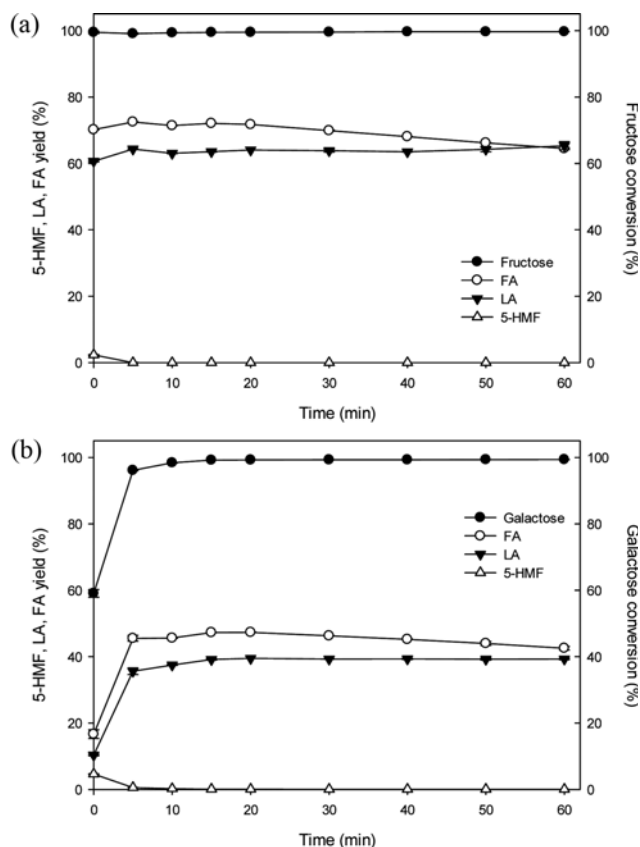 (a)
100
80
60
40
20
0
5-HMF, LA, FA yield (%)
100
80
60
40
20
0
Fructose conversion (%)
Fructose
FA
LA
5-HMF
0 10 20 30 40 50 60
Time (min)
(b)
100
80
60
40
20
0
5-HMF, LA, FA yield (%)
100
80
60
40
20
0
Galactose conversion (%)
Galactose
FA
LA
5-HMF
0 10 20 30 40 50 60
Time (min)